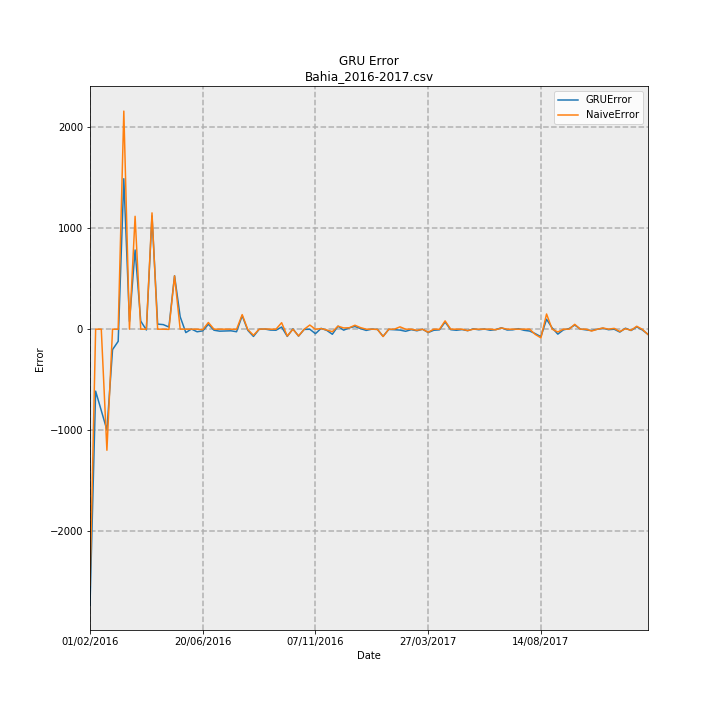 GRU Error
Bahia_2016-2017.csv
GRUError
NaiveError
2000
1000
0
−1000
−2000
Error
01/02/2016
20/06/2016
07/11/2016
27/03/2017
14/08/2017
Date